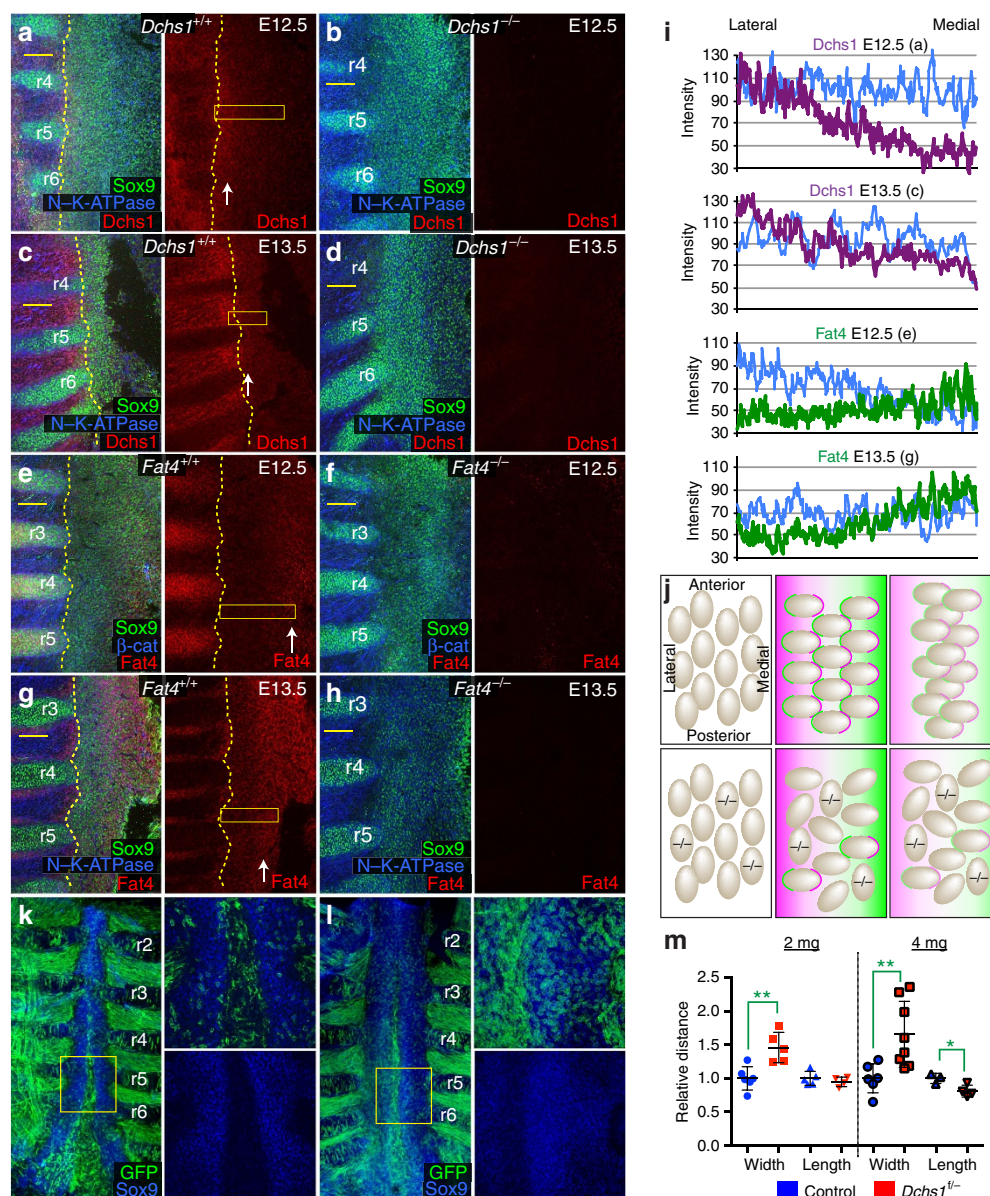 a Dchs1+/+ E12.5
r4
r5
r6
Sox9
N–K-ATPase
Dchs1
Dchs1
b Dchs1−/− E12.5
r4
r5
r6
Sox9
N–K-ATPase
Dchs1
Dchs1
c Dchs1+/+ E13.5
r4
r5
r6
Sox9
N–K-ATPase
Dchs1
Dchs1
d Dchs1−/− E13.5
r4
r5
r6
Sox9
N–K-ATPase
Dchs1
Dchs1
e Fat4+/+ E12.5
r3
r4
r5
Sox9
β-cat
Fat4
Fat4
f Fat4−/− E12.5
r3
r4
r5
Sox9
β-cat
Fat4
Fat4
g Fat4+/+ E13.5
r3
r4
r5
Sox9
N–K-ATPase
Fat4
Fat4
h Fat4−/− E13.5
r3
r4
r5
Sox9
N–K-ATPase
Fat4
Fat4
k
r2
r3
r4
r5
r6
GFP
Sox9
l
r2
r3
r4
r5
r6
GFP
Sox9
i
Lateral Medial
Dchs1 E12.5 (a)
Intensity
130
110
90
70
50
30
Dchs1 E13.5 (c)
Intensity
130
110
90
70
50
30
Fat4 E12.5 (e)
Intensity
110
90
70
50
30
Fat4 E13.5 (g)
Intensity
110
90
70
50
30
j
Anterior
Lateral
Medial
Posterior
−/−
−/−
−/−
−/−
−/−
−/−
−/−
−/−
−/−
m
2 mg 4 mg
Relative distance
2.5
2.0
1.5
1.0
0.5
0.0
** ** *
Width Length Width Length
Control Dchs1f/−